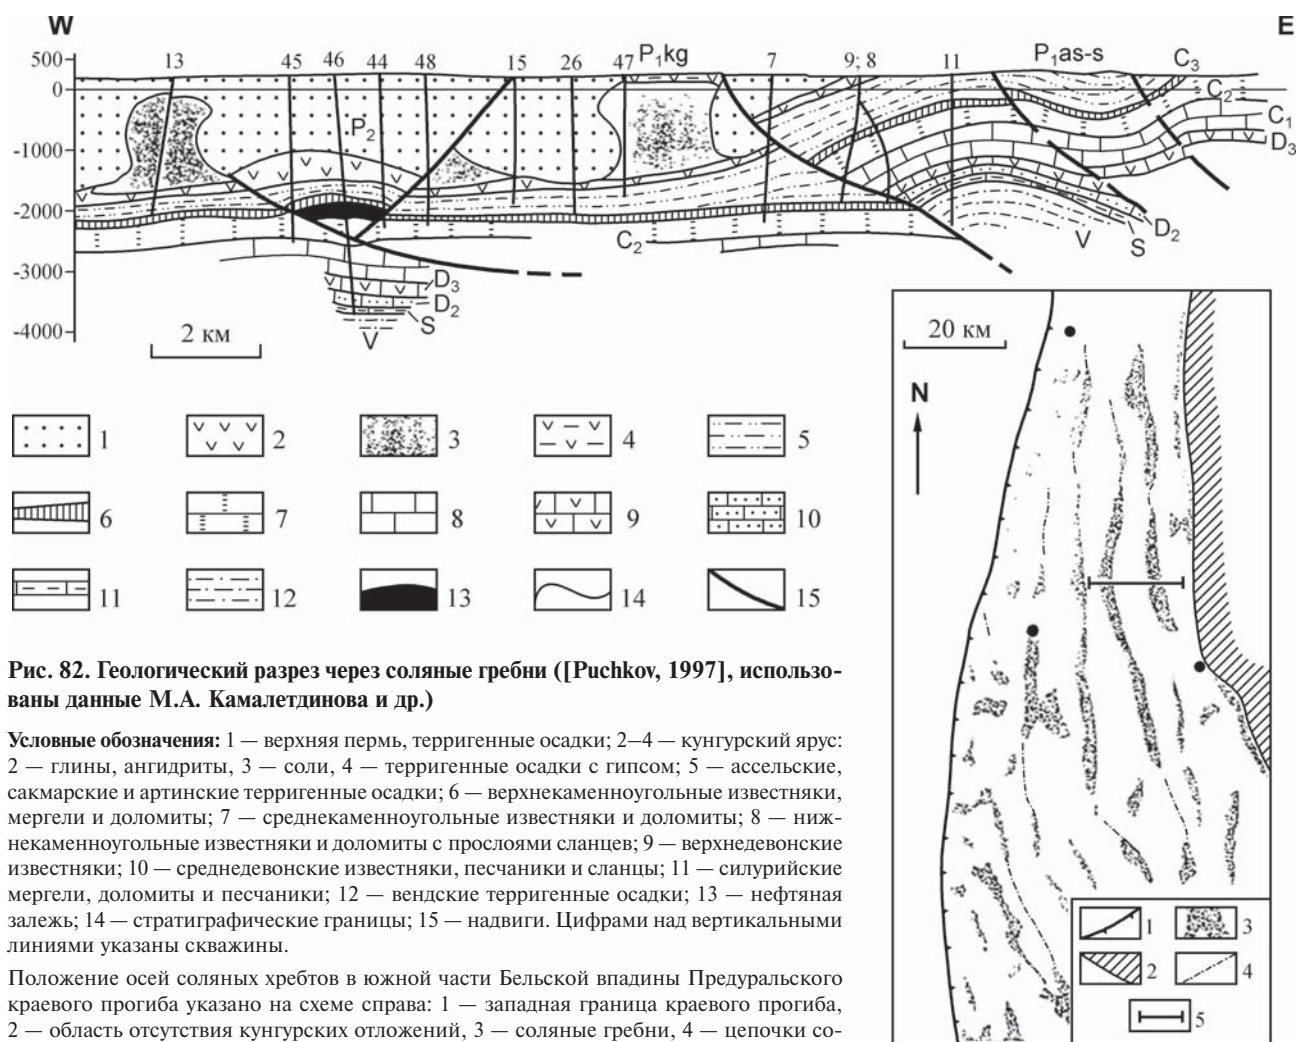 W
E
13 45 46 44 48 15 26 47 P₁kg 7 9; 8 11 P₁as-s C₃
500
0
-1000
-2000
-3000
-4000
P₂
C₂
C₁
D₃
D₂
S
V
C₂
D₃
D₂
S
V
2 км
20 км
N
1 2 3 4 5
6 7 8 9 10
11 12 13 14 15
Рис. 82. Геологический разрез через соляные гребни ([Puchkov, 1997], использо-
ваны данные М.А. Камалетдинова и др.)
Условные обозначения: 1 — верхняя пермь, терригенные осадки; 2–4 — кунгурский ярус:
2 — глины, ангидриты, 3 — соли, 4 — терригенные осадки с гипсом; 5 — ассельские,
сакмарские и артинские терригенные осадки; 6 — верхнекаменноугольные известняки,
мергели и доломиты; 7 — среднекаменноугольные известняки и доломиты; 8 — ниж-
некаменноугольные известняки и доломиты с прослоями сланцев; 9 — верхнедевонские
известняки; 10 — среднедевонские известняки, песчаники и сланцы; 11 — силурийские
мергели, доломиты и песчаники; 12 — вендские терригенные осадки; 13 — нефтяная
залежь; 14 — стратиграфические границы; 15 — надвиги. Цифрами над вертикальными
линиями указаны скважины.
Положение осей соляных хребтов в южной части Бельской впадины Предуральского
краевого прогиба указано на схеме справа: 1 — западная граница краевого прогиба,
2 — область отсутствия кунгурских отложений, 3 — соляные гребни, 4 — цепочки со-
1 3
2 4
5